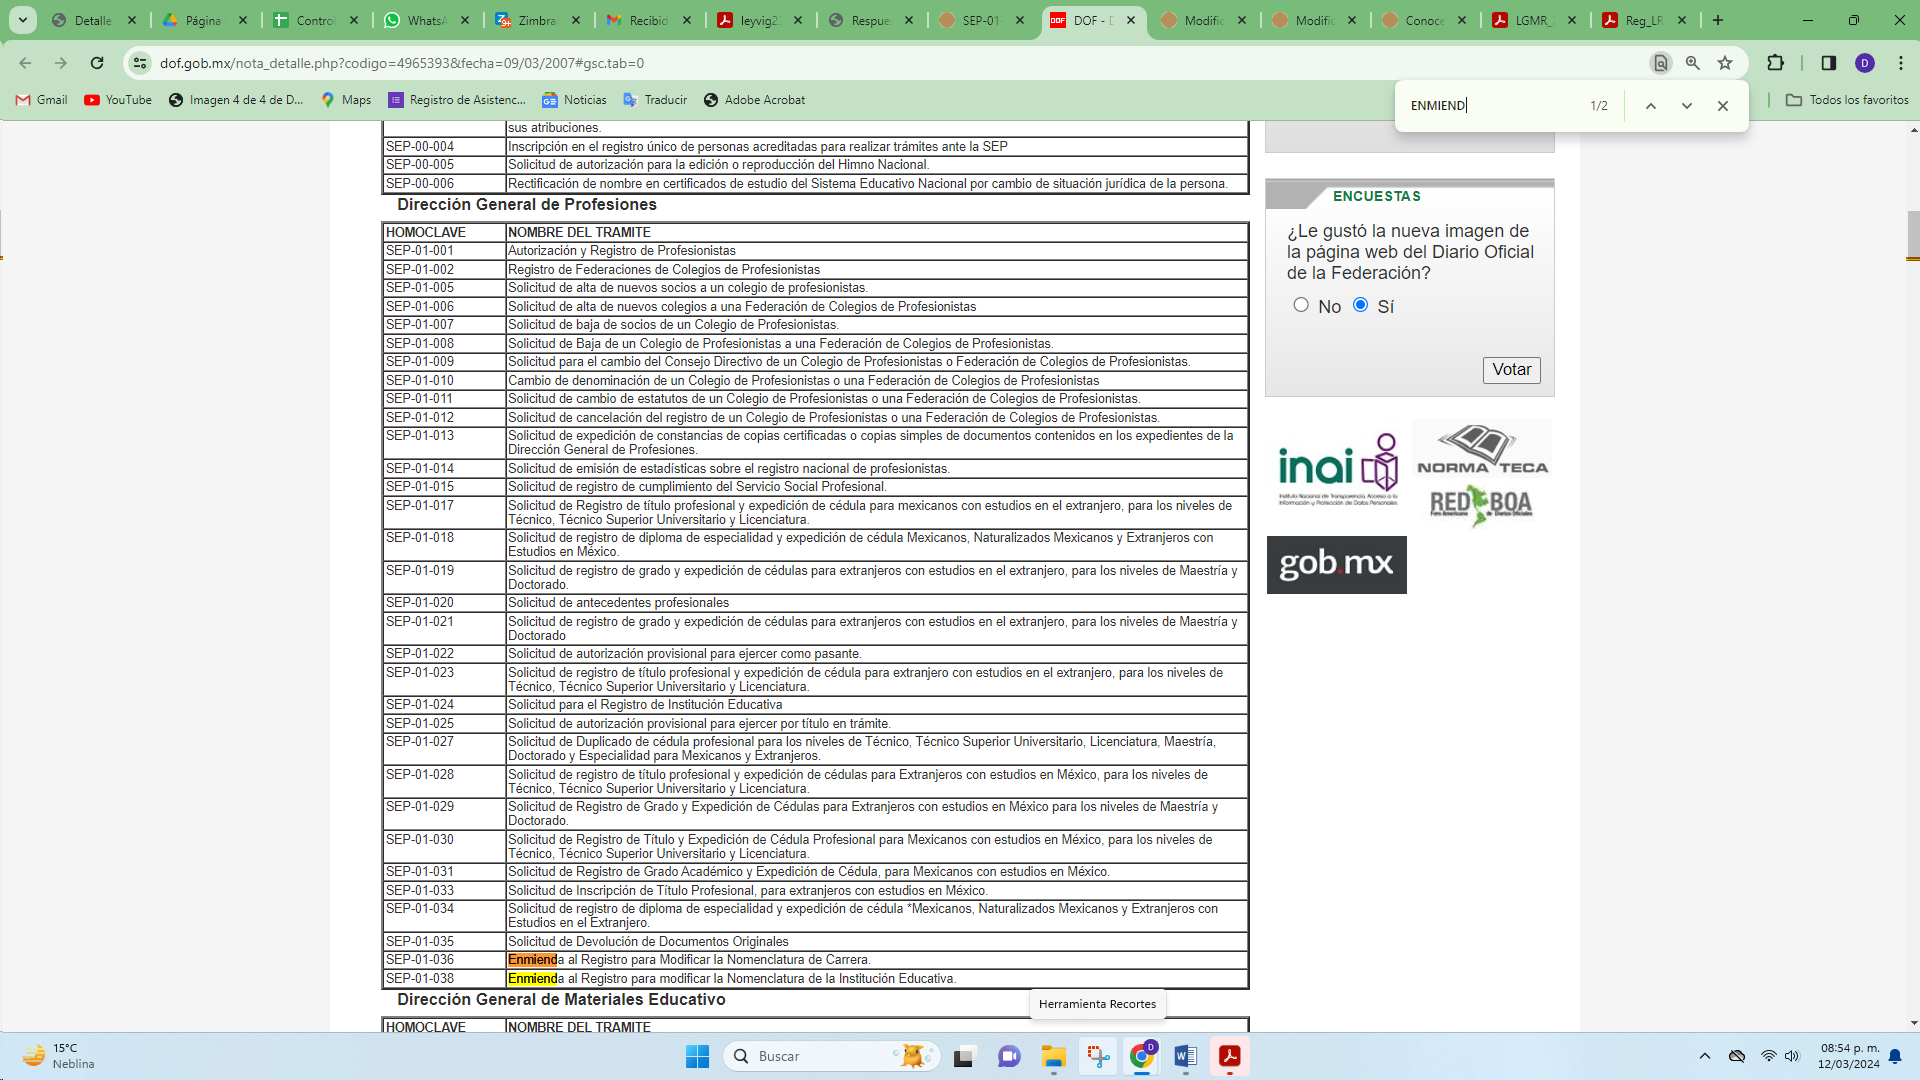 Detalle
Página
Control
WhatsA
Zimbra:
Recibid
leyvig2
Respue
SEP-01-
DOF - D
Modific
Modific
Conoce
LGMR_
Reg_LR
dof.gob.mx/nota_detalle.php?codigo=4965393&fecha=09/03/2007#gsc.tab=0
D
Gmail
YouTube
Imagen 4 de 4 de D...
Maps
Registro de Asistenc...
Noticias
Traducir
Adobe Acrobat
Todos los favoritos
ENMIEND
1/2
sus atribuciones.
SEP-00-004 Inscripción en el registro único de personas acreditadas para realizar trámites ante la SEP
SEP-00-005 Solicitud de autorización para la edición o reproducción del Himno Nacional.
SEP-00-006 Rectificación de nombre en certificados de estudio del Sistema Educativo Nacional por cambio de situación jurídica de la persona.
Dirección General de Profesiones
HOMOCLAVE NOMBRE DEL TRAMITE
SEP-01-001 Autorización y Registro de Profesionistas
SEP-01-002 Registro de Federaciones de Colegios de Profesionistas
SEP-01-005 Solicitud de alta de nuevos socios a un colegio de profesionistas.
SEP-01-006 Solicitud de alta de nuevos colegios a una Federación de Colegios de Profesionistas
SEP-01-007 Solicitud de baja de socios de un Colegio de Profesionistas.
SEP-01-008 Solicitud de Baja de un Colegio de Profesionistas a una Federación de Colegios de Profesionistas.
SEP-01-009 Solicitud para el cambio del Consejo Directivo de un Colegio de Profesionistas o Federación de Colegios de Profesionistas.
SEP-01-010 Cambio de denominación de un Colegio de Profesionistas o una Federación de Colegios de Profesionistas
SEP-01-011 Solicitud de cambio de estatutos de un Colegio de Profesionistas o una Federación de Colegios de Profesionistas.
SEP-01-012 Solicitud de cancelación del registro de un Colegio de Profesionistas o una Federación de Colegios de Profesionistas.
SEP-01-013 Solicitud de expedición de constancias de copias certificadas o copias simples de documentos contenidos en los expedientes de la
Dirección General de Profesiones.
SEP-01-014 Solicitud de emisión de estadísticas sobre el registro nacional de profesionistas.
SEP-01-015 Solicitud de registro de cumplimiento del Servicio Social Profesional.
SEP-01-017 Solicitud de Registro de título profesional y expedición de cédula para mexicanos con estudios en el extranjero, para los niveles de
Técnico, Técnico Superior Universitario y Licenciatura.
SEP-01-018 Solicitud de registro de diploma de especialidad y expedición de cédula Mexicanos, Naturalizados Mexicanos y Extranjeros con
Estudios en México.
SEP-01-019 Solicitud de registro de grado y expedición de cédulas para extranjeros con estudios en el extranjero, para los niveles de Maestría y
Doctorado.
SEP-01-020 Solicitud de antecedentes profesionales
SEP-01-021 Solicitud de registro de grado y expedición de cédulas para extranjeros con estudios en el extranjero, para los niveles de Maestría y
Doctorado
SEP-01-022 Solicitud de autorización provisional para ejercer como pasante.
SEP-01-023 Solicitud de registro de título profesional y expedición de cédula para extranjero con estudios en el extranjero, para los niveles de
Técnico, Técnico Superior Universitario y Licenciatura.
SEP-01-024 Solicitud para el Registro de Institución Educativa
SEP-01-025 Solicitud de autorización provisional para ejercer por título en trámite.
SEP-01-027 Solicitud de Duplicado de cédula profesional para los niveles de Técnico, Técnico Superior Universitario, Licenciatura, Maestría,
Doctorado y Especialidad para Mexicanos y Extranjeros.
SEP-01-028 Solicitud de registro de título profesional y expedición de cédulas para Extranjeros con estudios en México, para los niveles de
Técnico, Técnico Superior Universitario y Licenciatura.
SEP-01-029 Solicitud de Registro de Grado y Expedición de Cédulas para Extranjeros con estudios en México para los niveles de Maestría y
Doctorado.
SEP-01-030 Solicitud de Registro de Título y Expedición de Cédula Profesional para Mexicanos con estudios en México, para los niveles de
Técnico, Técnico Superior Universitario y Licenciatura.
SEP-01-031 Solicitud de Registro de Grado Académico y Expedición de Cédula, para Mexicanos con estudios en México.
SEP-01-033 Solicitud de Inscripción de Título Profesional, para extranjeros con estudios en México.
SEP-01-034 Solicitud de registro de diploma de especialidad y expedición de cédula *Mexicanos, Naturalizados Mexicanos y Extranjeros con
Estudios en el Extranjero.
SEP-01-035 Solicitud de Devolución de Documentos Originales
SEP-01-036 Enmienda al Registro para Modificar la Nomenclatura de Carrera.
SEP-01-038 Enmienda al Registro para modificar la Nomenclatura de la Institución Educativa.
Dirección General de Materiales Educativo
HOMOCLAVE NOMBRE DEL TRAMITE
ENCUESTAS
¿Le gustó la nueva imagen de
la página web del Diario Oficial
de la Federación?
No Sí
Votar
inai
Instituto Nacional de Transparencia, Acceso a la
Información y Protección de Datos Personales
NORMATECA
RED BOA
Foro Americano de Diarios Oficiales
gob.mx
Herramienta Recortes
15°C
Neblina
Buscar
D
08:54 p. m.
12/03/2024